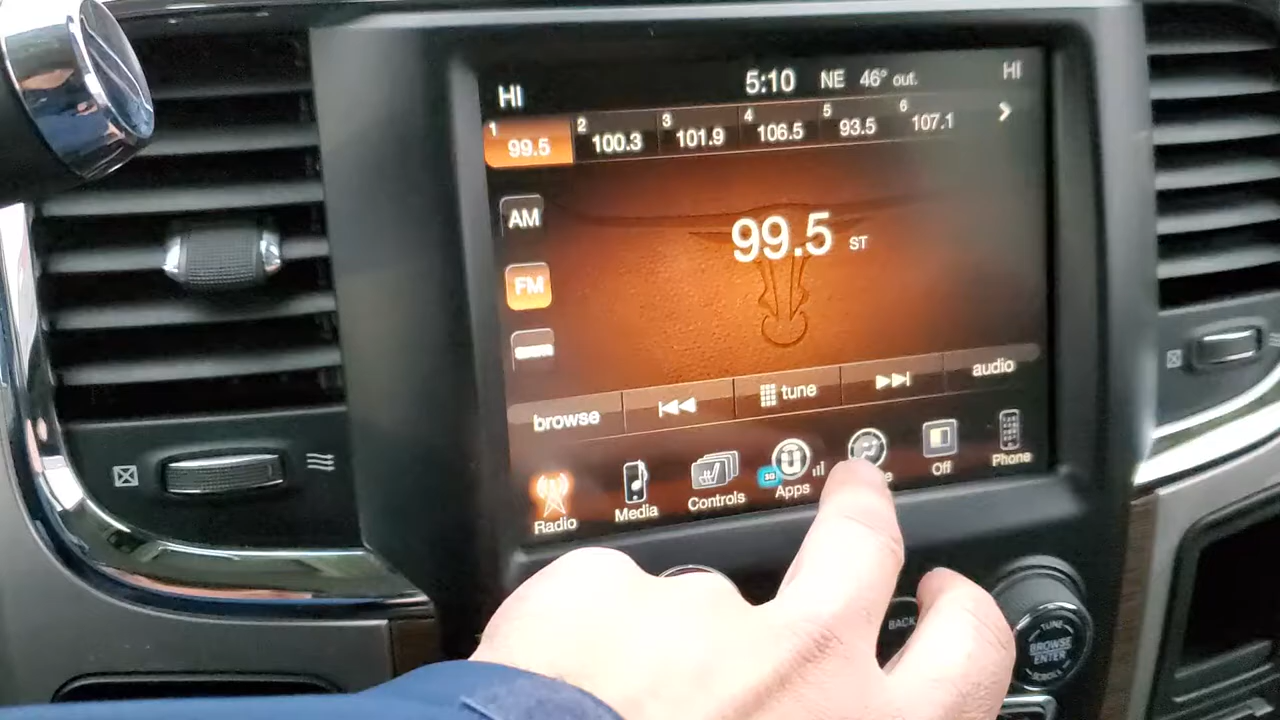 HI 5:10 NE 46° out. HI
1 99.5 2 100.3 3 101.9 4 106.5 5 93.5 6 107.1
99.5 ST
AM
FM
browse tune audio
Radio Media Controls 3G Apps Off Phone
BACK
TUNE
BROWSE
ENTER
SCROLL